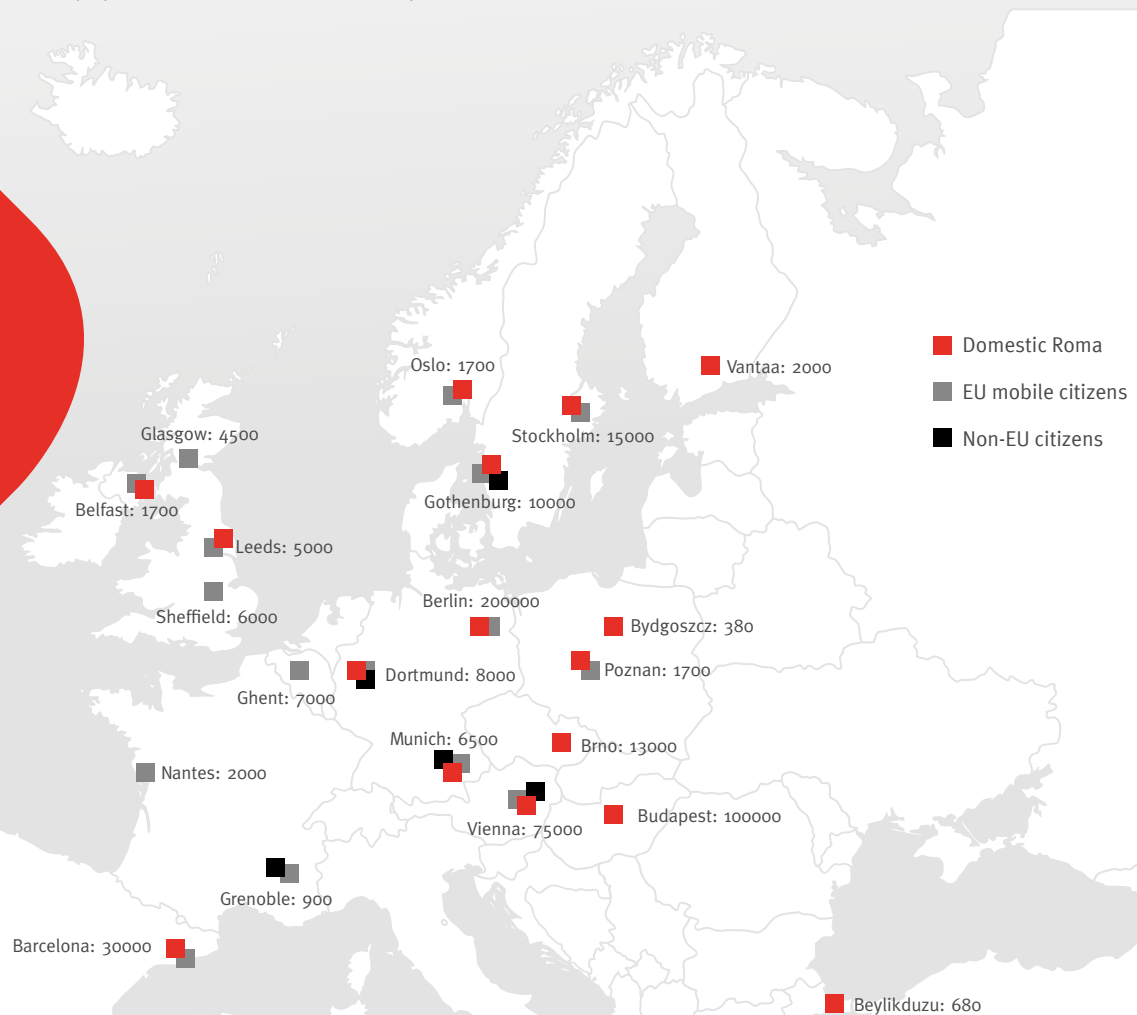 Oslo: 1700
Vantaa: 2000
Domestic Roma
EU mobile citizens
Non-EU citizens
Glasgow: 4500
Stockholm: 15000
Gothenburg: 10000
Belfast: 1700
Leeds: 5000
Sheffield: 6000
Berlin: 200000
Bydgoszcz: 380
Ghent: 7000
Dortmund: 8000
Poznan: 1700
Munich: 6500
Brno: 13000
Nantes: 2000
Vienna: 75000
Budapest: 100000
Grenoble: 900
Barcelona: 30000
Beylikduzu: 680